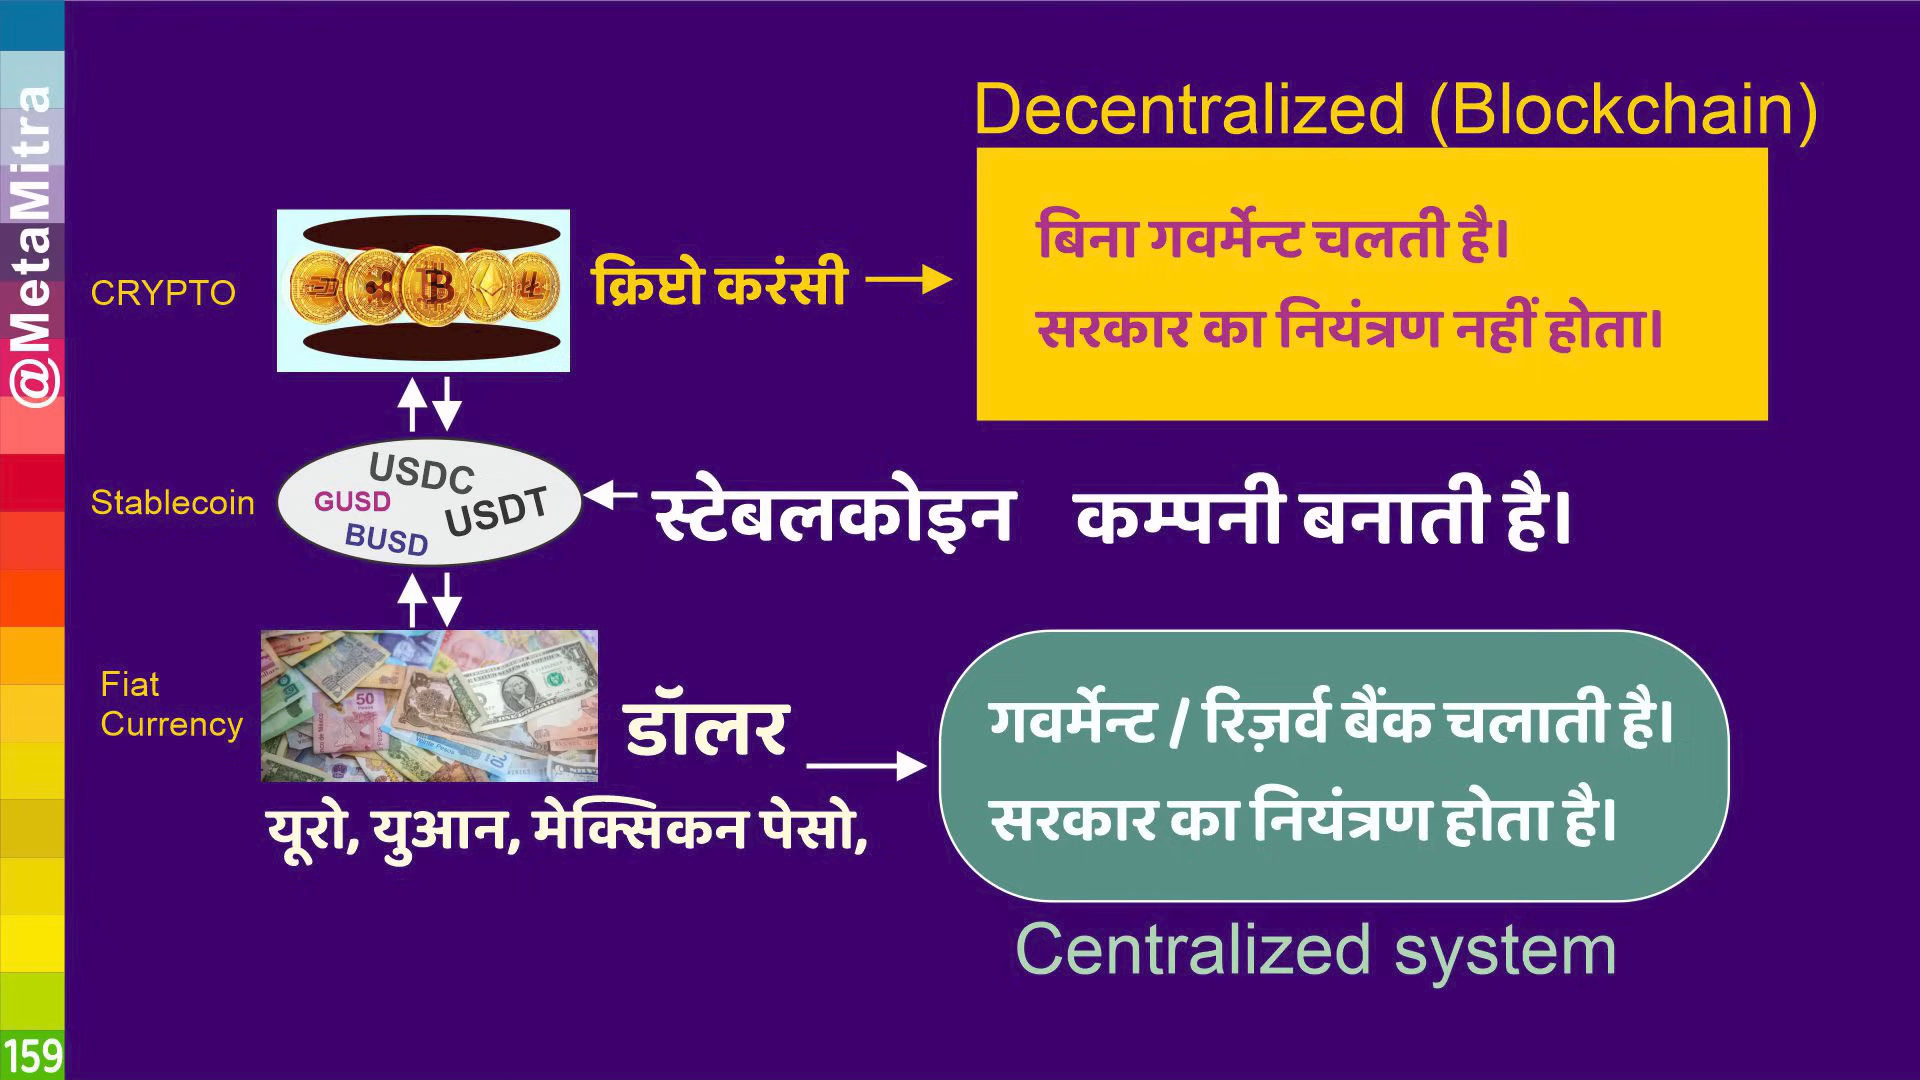 @MetaMitra
Decentralized (Blockchain)
बिना गवर्मेन्ट चलती है।
सरकार का नियंत्रण नहीं होता।
CRYPTO
क्रिप्टो करंसी
Stablecoin
USDC
GUSD
USDT
BUSD
स्टेबलकोइन कम्पनी बनाती है।
Fiat
Currency
50
डॉलर
यूरो, युआन, मेक्सिकन पेसो,
गवर्मेन्ट / रिज़र्व बैंक चलाती है।
सरकार का नियंत्रण होता है।
Centralized system
159